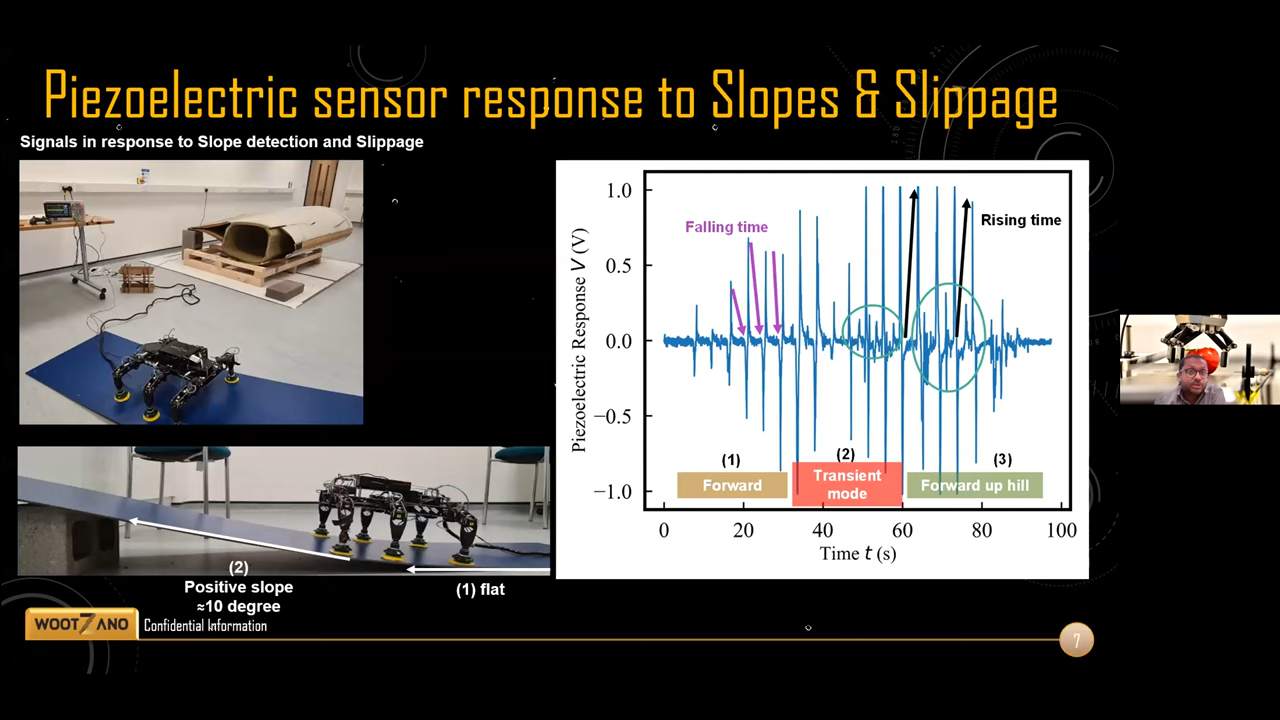 Piezoelectric sensor response to Slopes & Slippage
Signals in response to Slope detection and Slippage
(2)
Positive slope
≈10 degree
(1) flat
Piezoelectric Response V (V)
1.0
0.5
0.0
−0.5
−1.0
Falling time
Rising time
(1)
Forward
(2)
Transient
mode
(3)
Forward up hill
0 20 40 60 80 100
Time t (s)
WOOTZANO
Confidential Information
7